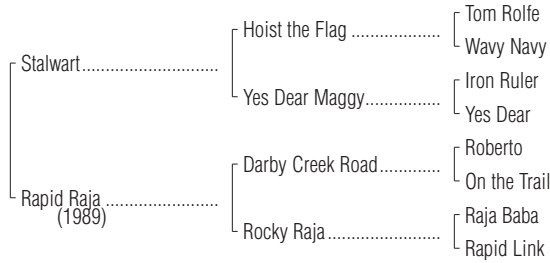 Tom Rolfe
Hoist the Flag ....................
Wavy Navy
Stalwart...............................
Iron Ruler
Yes Dear Maggy.................
Yes Dear
Roberto
Darby Creek Road..............
On the Trail
Rapid Raja .........................
(1989)
Raja Baba
Rocky Raja.........................
Rapid Link